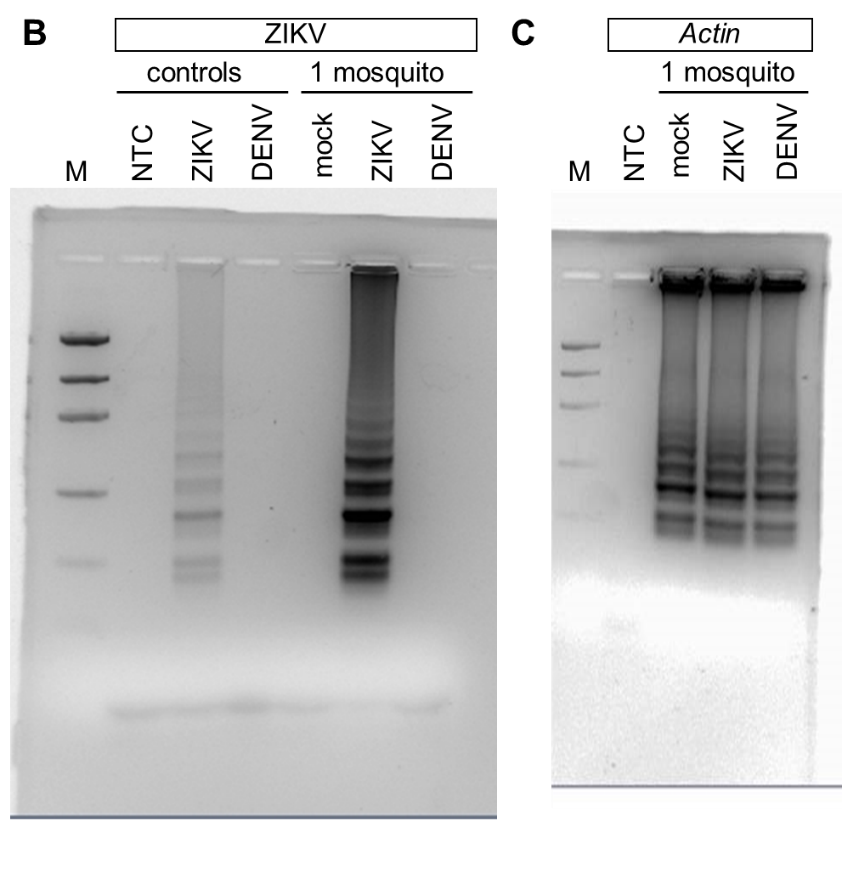 B
ZIKV
controls
1 mosquito
M
NTC
ZIKV
DENV
mock
ZIKV
DENV
C
Actin
1 mosquito
M
NTC
mock
ZIKV
DENV